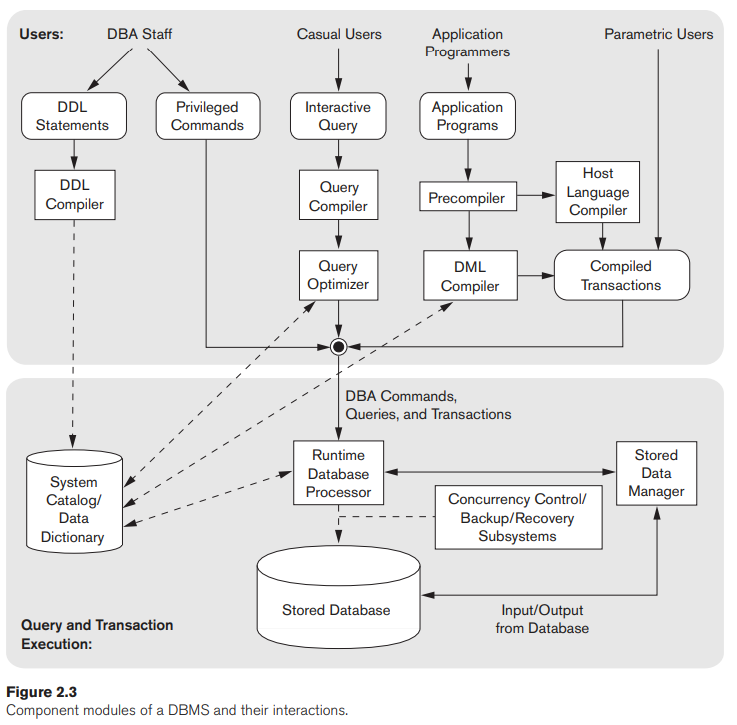 Users:
DBA Staff
Casual Users
Application
Programmers
Parametric Users
DDL
Statements
Privileged
Commands
Interactive
Query
Application
Programs
DDL
Compiler
Query
Compiler
Precompiler
Host
Language
Compiler
Query
Optimizer
DML
Compiler
Compiled
Transactions
DBA Commands,
Queries, and Transactions
System
Catalog/
Data
Dictionary
Runtime
Database
Processor
Stored
Data
Manager
Concurrency Control/
Backup/Recovery
Subsystems
Stored Database
Input/Output
from Database
Query and Transaction
Execution:
Figure 2.3
Component modules of a DBMS and their interactions.